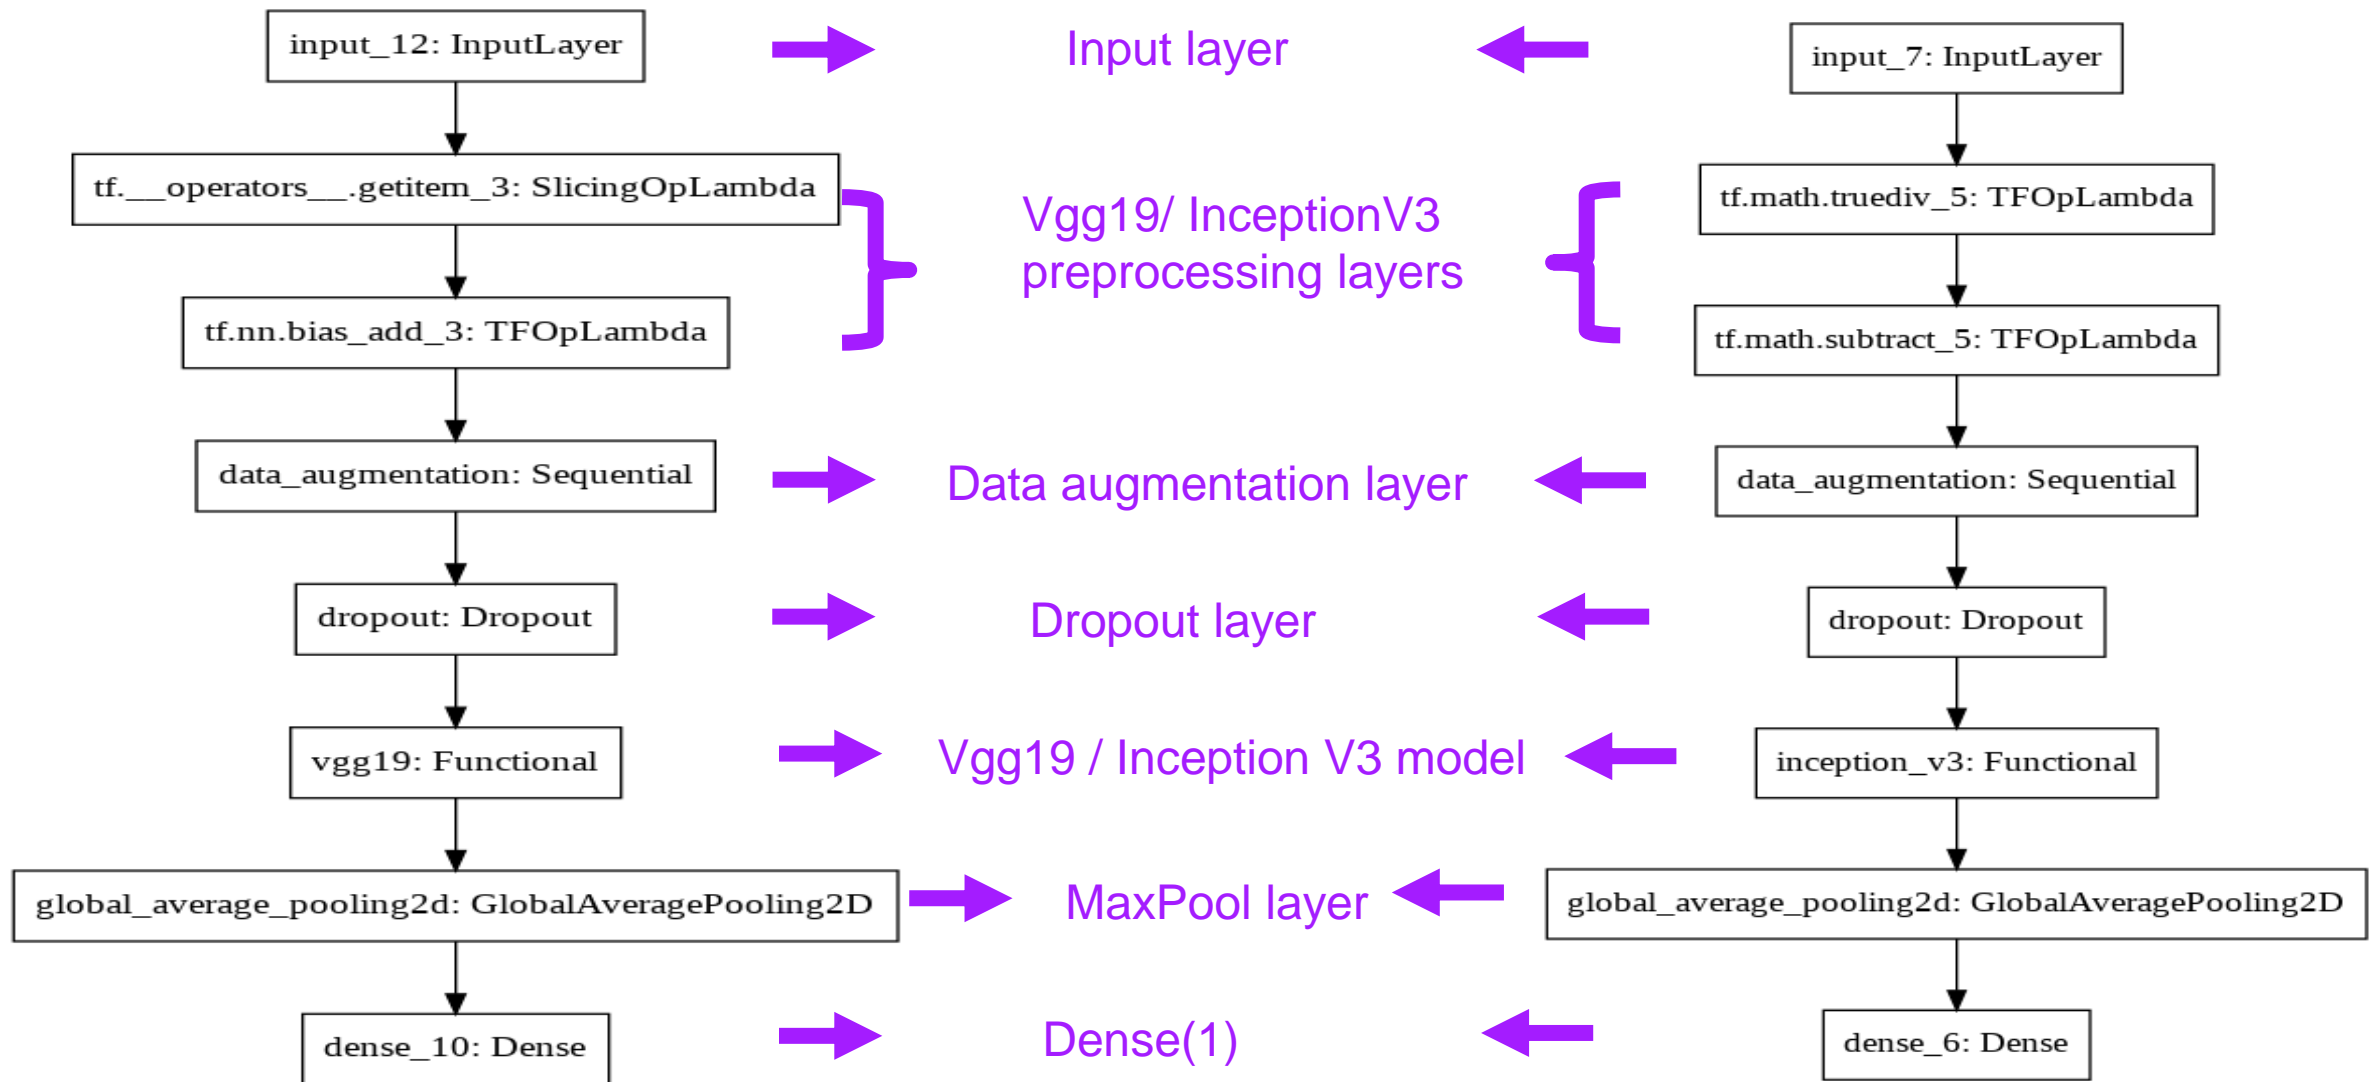 input_12: InputLayer
Input layer
input_7: InputLayer
tf.__operators__.getitem_3: SlicingOpLambda
Vgg19/ InceptionV3
preprocessing layers
tf.math.truediv_5: TFOpLambda
tf.nn.bias_add_3: TFOpLambda
tf.math.subtract_5: TFOpLambda
data_augmentation: Sequential
Data augmentation layer
data_augmentation: Sequential
dropout: Dropout
Dropout layer
dropout: Dropout
vgg19: Functional
Vgg19 / Inception V3 model
inception_v3: Functional
global_average_pooling2d: GlobalAveragePooling2D
MaxPool layer
global_average_pooling2d: GlobalAveragePooling2D
dense_10: Dense
Dense(1)
dense_6: Dense